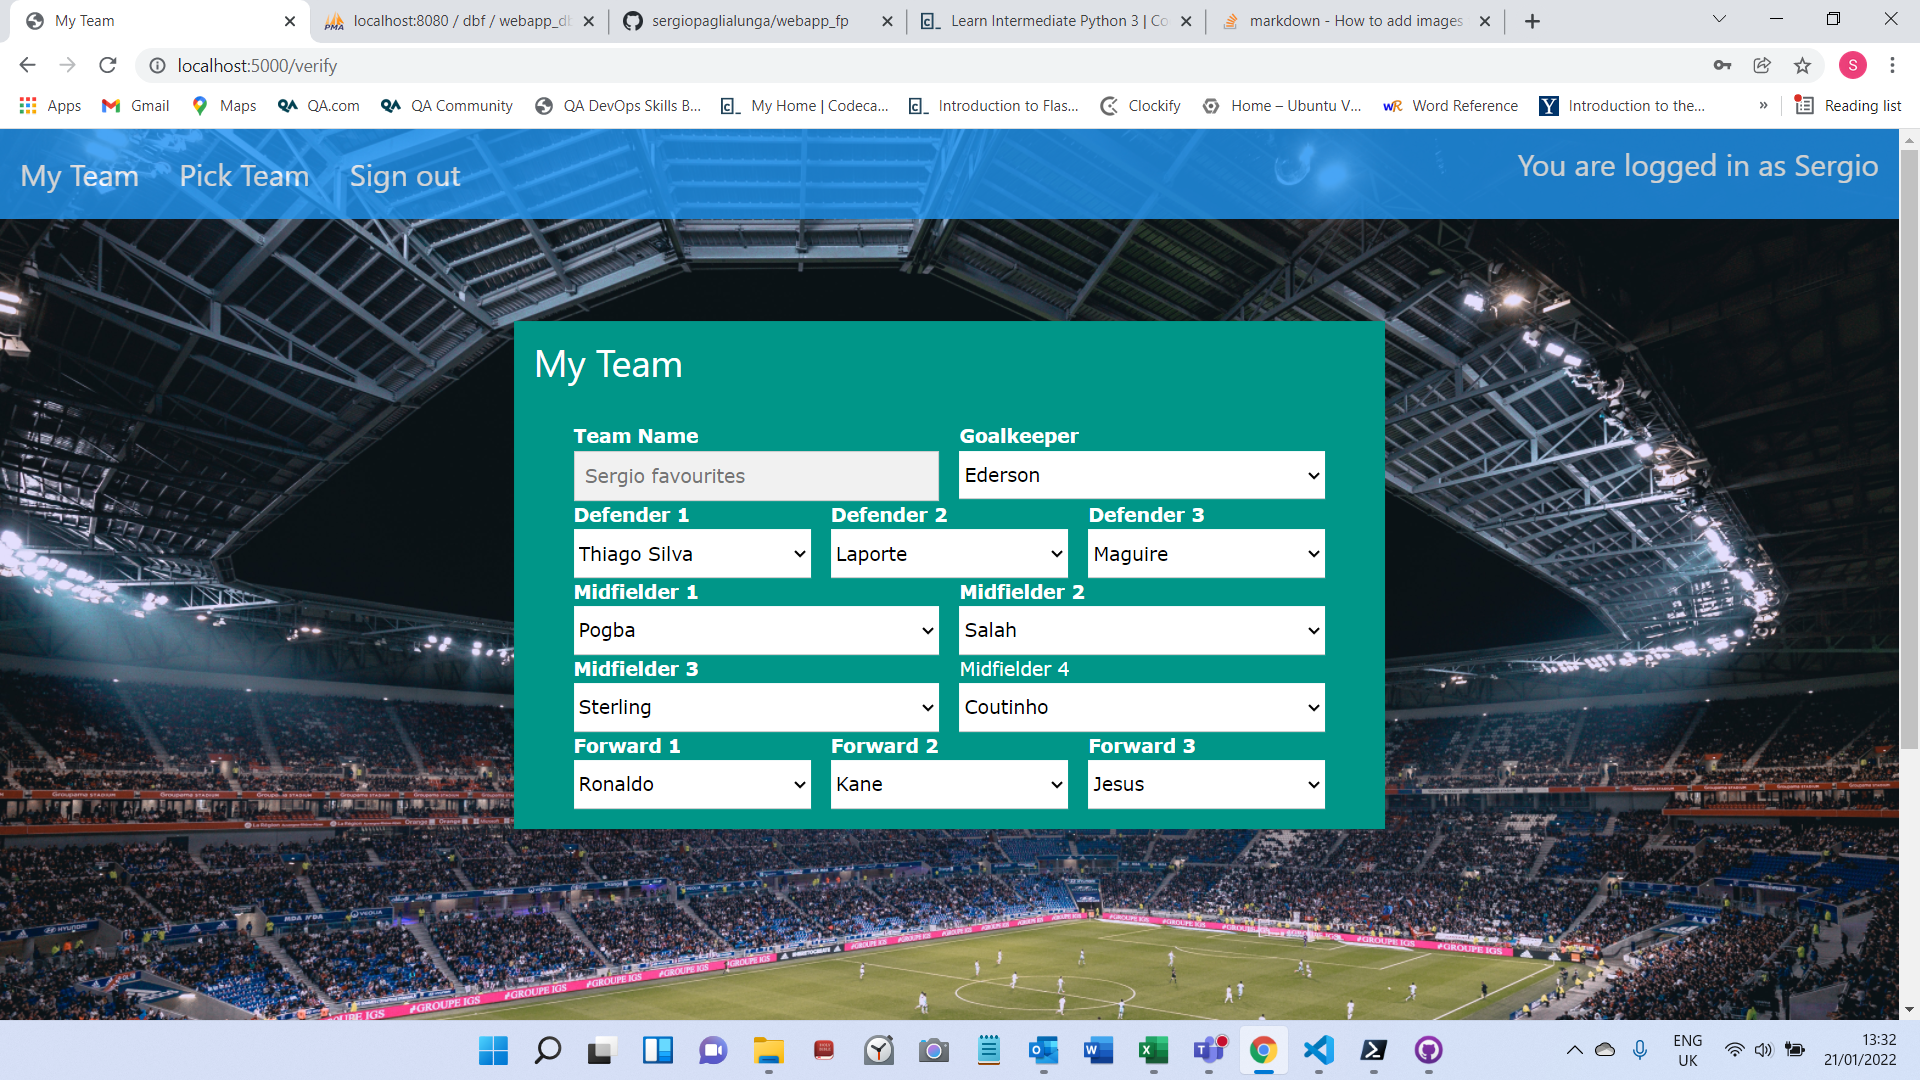 My Team
localhost:8080 / dbf / webapp_db
sergiopaglialunga/webapp_fp
Learn Intermediate Python 3 | Co
markdown - How to add images
localhost:5000/verify
S
Apps
Gmail
Maps
QA.com
QA Community
QA DevOps Skills B...
My Home | Codeca...
Introduction to Flas...
Clockify
Home – Ubuntu V...
Word Reference
Introduction to the...
»
Reading list
My Team Pick Team Sign out
You are logged in as Sergio
My Team
Team Name Goalkeeper
Sergio favourites Ederson
Defender 1 Defender 2 Defender 3
Thiago Silva Laporte Maguire
Midfielder 1 Midfielder 2
Pogba Salah
Midfielder 3 Midfielder 4
Sterling Coutinho
Forward 1 Forward 2 Forward 3
Ronaldo Kane Jesus
GROUPE IGS
ENG
UK
13:32
21/01/2022